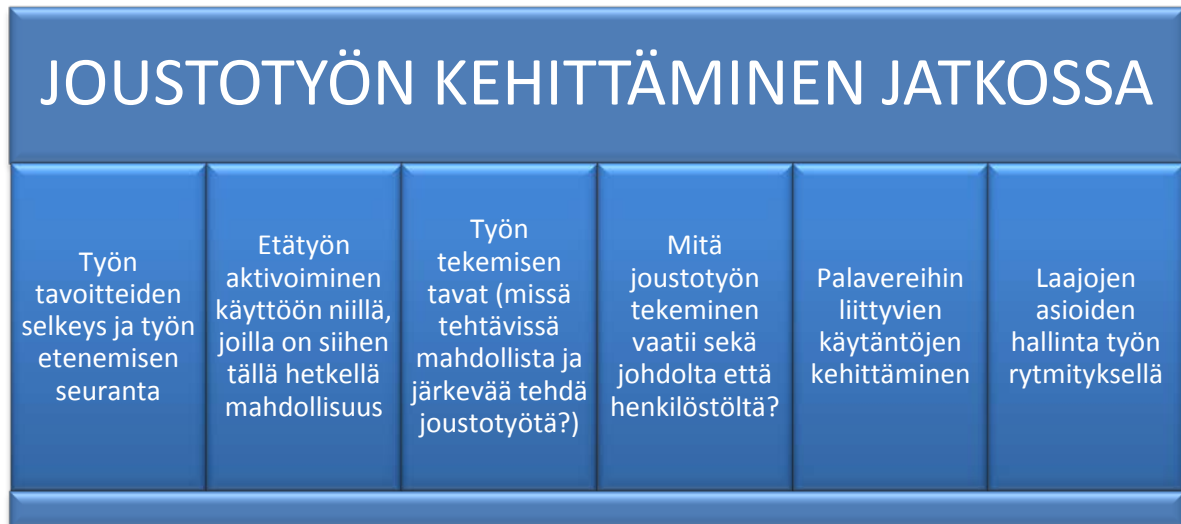 JOUSTOTYÖN KEHITTÄMINEN JATKOSSA
Työn
tavoitteiden
selkeys ja työn
etenemisen
seuranta
Etätyön
aktivoiminen
käyttöön niillä,
joilla on siihen
tällä hetkellä
mahdollisuus
Työn
tekemisen
tavat (missä
tehtävissä
mahdollista ja
järkevää tehdä
joustotyötä?)
Mitä
joustotyön
tekeminen
vaatii sekä
johdolta että
henkilöstöltä?
Palavereihin
liittyvien
käytäntöjen
kehittäminen
Laajojen
asioiden
hallinta työn
rytmityksellä